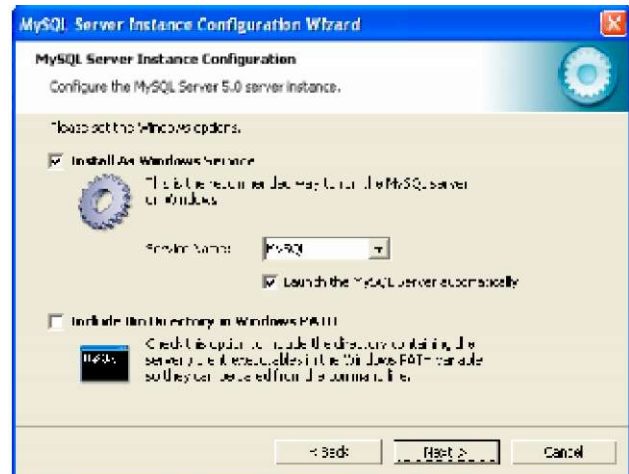 MySQL Server Instance Configuration Wizard
MySQL Server Instance Configuration
Configure the MySQL Server 5.0 server instance.
Please set the Windows options.
Install As Windows Service
This is the recommended way to run the MySQL server
on Windows
Service Name:
MySQL
Launch the MySQL Server automatically
Include Bin Directory in Windows PATH
Check this option to include the directory containing the
server / client executables in the Windows PATH variable
so they can be called from the command line.
MySQL
< Back
Next >
Cancel